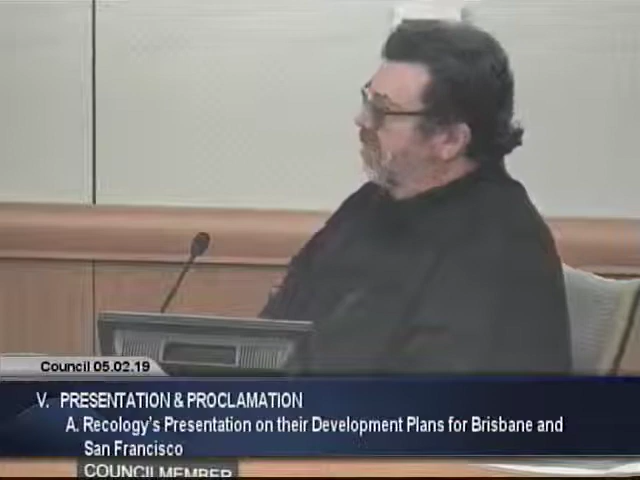 Council 05.02.19
V. PRESENTATION & PROCLAMATION
A. Recology's Presentation on their Development Plans for Brisbane and
San Francisco
COUNCILMEMBER